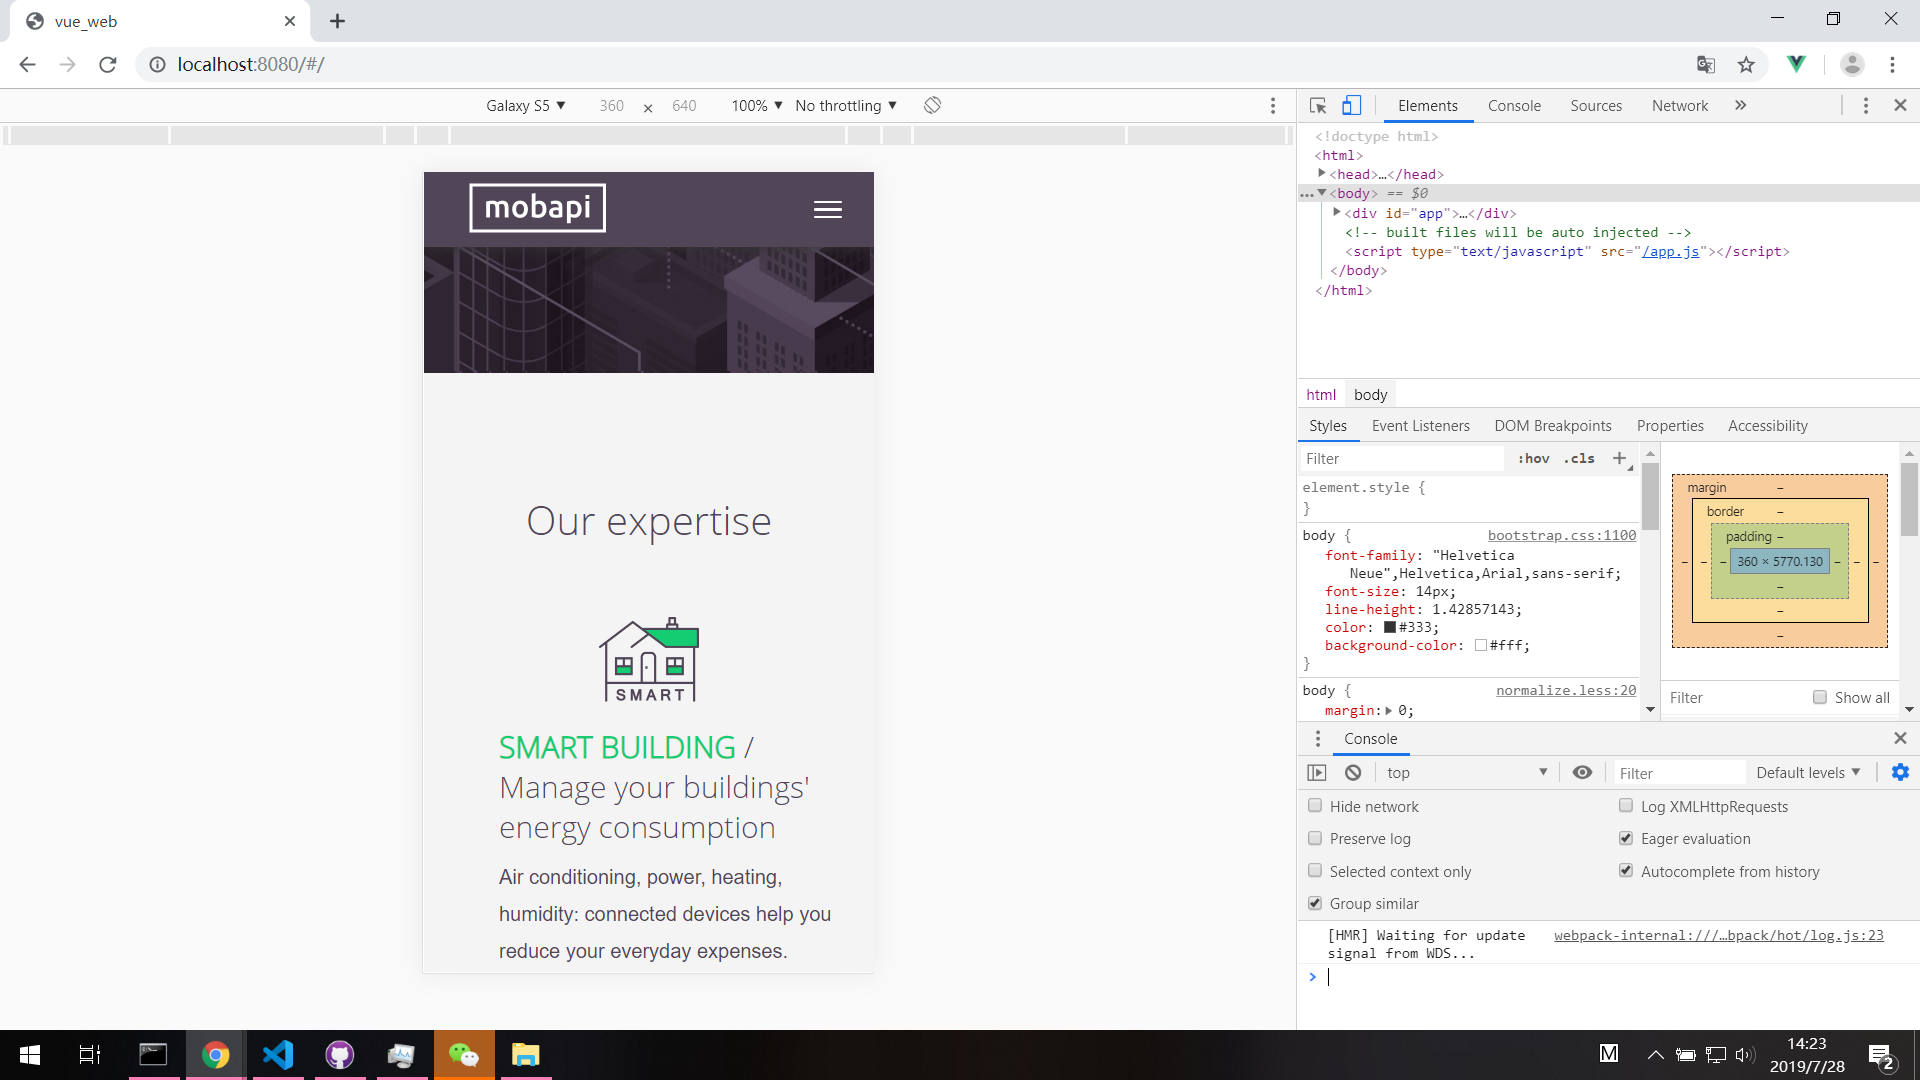 vue_web
localhost:8080/#/
Galaxy S5 ▼ 360 × 640 100% ▼ No throttling ▼
Elements Console Sources Network »
<!doctype html>
<html>
<head>…</head>
<body> == $0
<div id="app">…</div>
<!-- built files will be auto injected -->
<script type="text/javascript" src="/app.js"></script>
</body>
</html>
html body
Styles Event Listeners DOM Breakpoints Properties Accessibility
Filter :hov .cls +
element.style {
}
body { bootstrap.css:1100
font-family: "Helvetica
Neue",Helvetica,Arial,sans-serif;
font-size: 14px;
line-height: 1.42857143;
color: #333;
background-color: #fff;
}
body { normalize.less:20
margin: 0;
margin –
border –
padding –
– – – 360 × 5770.130 – – –
–
–
–
Filter Show all
Console
top ▼ Filter Default levels ▼
Hide network Log XMLHttpRequests
Preserve log Eager evaluation
Selected context only Autocomplete from history
Group similar
[HMR] Waiting for update webpack-internal:///…bpack/hot/log.js:23
signal from WDS...
mobapi
Our expertise
SMART
SMART BUILDING /
Manage your buildings'
energy consumption
Air conditioning, power, heating,
humidity: connected devices help you
reduce your everyday expenses.
M
14:23
2019/7/28
2